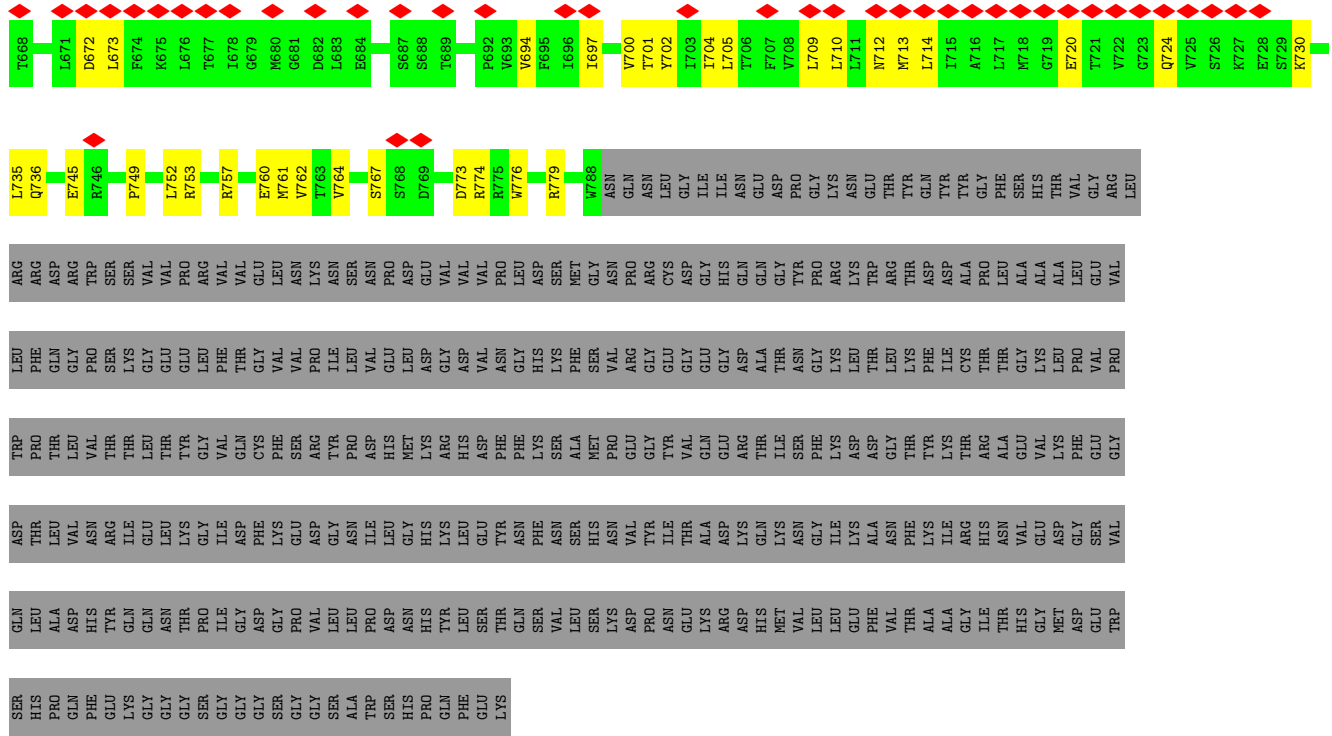 T668 L671 D672 L673 F674 K675 L676 T677 I678 G679 M680 G681 D682 L683 E684 S687 S688 T689 P692 V693 V694 F695 I696 I697 V700 T701 Y702 I703 I704 L705 T706 F707 V708 L709 L710 L711 N712 M713 L714 I715 A716 L717 M718 G719 E720 T721 V722 G723 Q724 V725 S726 K727 E728 S729 K730
L735 Q736 E745 R746 P749 L752 R753 R757 E760 M761 V762 T763 V764 S767 S768 D769 D773 R774 R775 W776 R779 W788 ASN GLN ASN LEU GLY ILE ILE ASN GLU ASP PRO GLY LYS ASN GLU THR TYR GLN TYR TYR GLY PHE SER HIS THR VAL GLY ARG LEU
ARG ARG ASP ARG TRP SER SER VAL VAL PRO ARG VAL VAL GLU LEU ASN LYS ASN SER ASN PRO ASP GLU VAL VAL VAL PRO LEU ASP SER MET GLY ASN PRO ARG CYS ASP GLY HIS GLN GLN GLY TYR PRO ARG LYS TRP ARG THR ASP ASP ALA PRO LEU ALA ALA ALA LEU GLU VAL
LEU PHE GLN GLY PRO SER LYS GLY GLU GLU LEU PHE THR GLY VAL VAL PRO ILE LEU VAL GLU LEU ASP GLY ASP VAL ASN GLY HIS LYS PHE SER VAL ARG GLY GLU GLY GLU GLY ASP ALA THR ASN GLY LYS LEU THR LEU LYS PHE ILE CYS THR THR GLY LYS LEU PRO VAL PRO
TRP PRO THR LEU VAL THR THR LEU THR TYR GLY VAL GLN CYS PHE SER ARG TYR PRO ASP HIS MET LYS ARG HIS ASP PHE PHE LYS SER ALA MET PRO GLU GLY TYR VAL GLN GLU ARG THR ILE SER PHE LYS ASP ASP GLY THR TYR LYS THR ARG ALA GLU VAL LYS PHE GLU GLY
ASP THR LEU VAL ASN ARG ILE GLU LEU LYS GLY ILE ASP PHE LYS GLU ASP GLY ASN ILE LEU GLY HIS LYS LEU GLU TYR ASN PHE ASN SER HIS ASN VAL TYR ILE THR ALA ASP LYS GLN LYS ASN GLY ILE LYS ALA ASN PHE LYS ILE ARG HIS ASN VAL GLU ASP GLY SER VAL
GLN LEU ALA ASP HIS TYR GLN GLN ASN THR PRO ILE GLY ASP GLY PRO VAL LEU LEU PRO ASP ASN HIS TYR LEU SER THR GLN SER VAL LEU SER LYS ASP PRO ASN GLU LYS ARG ASP HIS MET VAL LEU LEU GLU PHE VAL THR ALA ALA GLY ILE THR HIS GLY MET ASP GLU TRP
SER HIS PRO GLN PHE GLU LYS GLY GLY GLY SER GLY GLY GLY SER GLY GLY SER ALA TRP SER HIS PRO GLN PHE GLU LYS